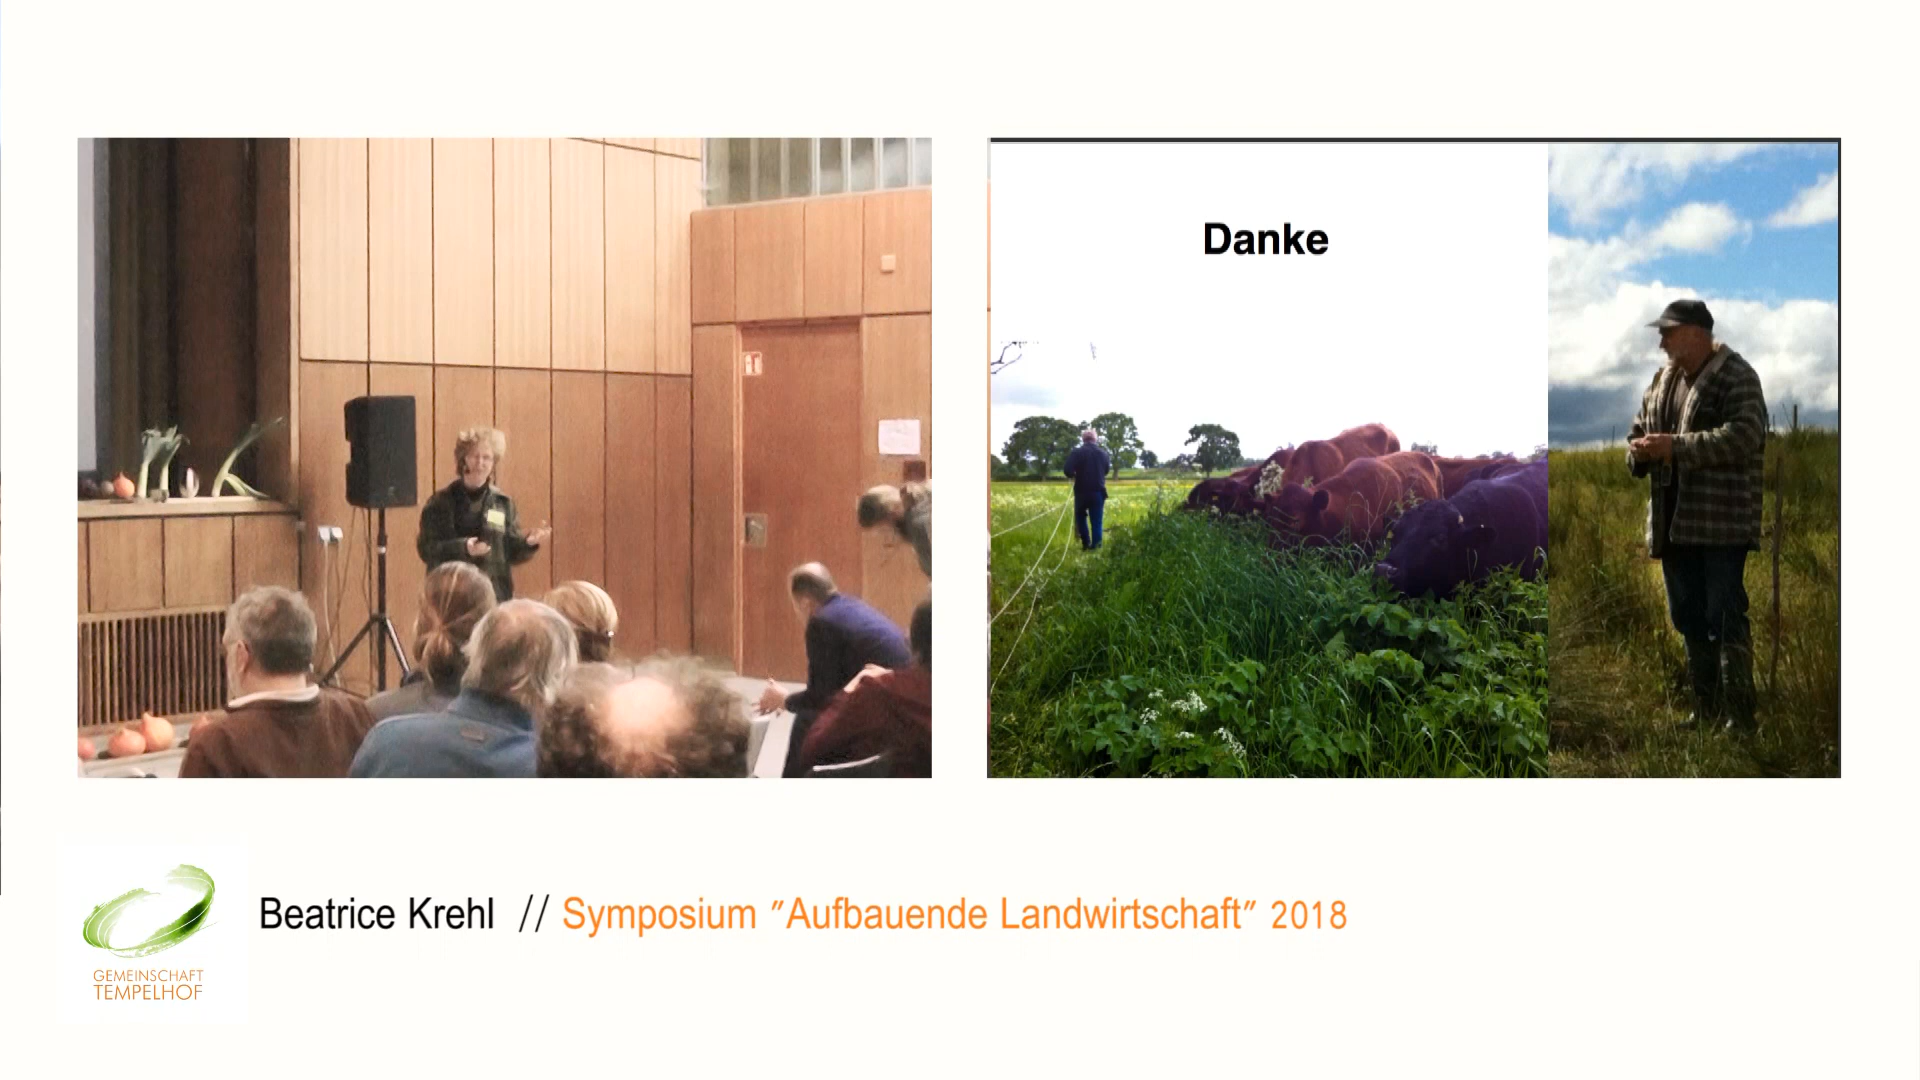 Danke
Beatrice Krehl // Symposium "Aufbauende Landwirtschaft" 2018
GEMEINSCHAFT
TEMPELHOF